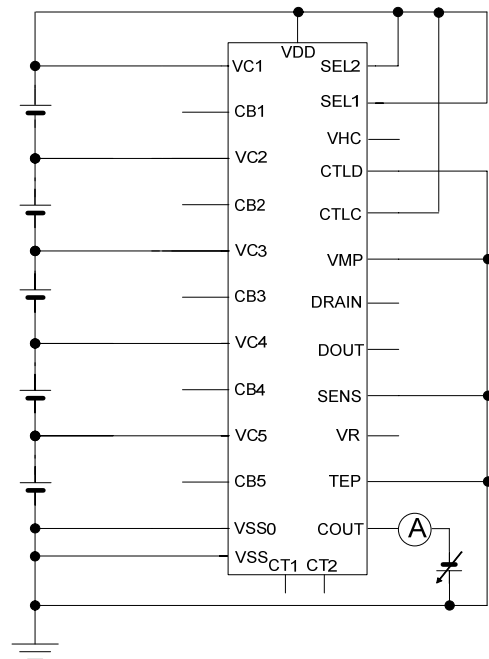 VDD
VC1
CB1
VC2
CB2
VC3
CB3
VC4
CB4
VC5
CB5
VSS0
VSS
CT1 CT2
SEL2
SEL1
VHC
CTLD
CTLC
VMP
DRAIN
DOUT
SENS
VR
TEP
COUT
A